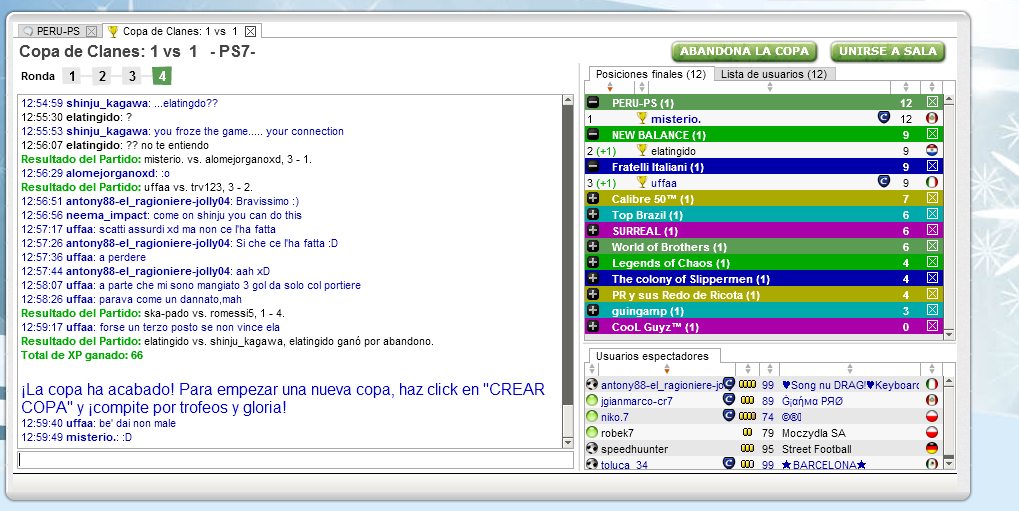 PERU-PS
Copa de Clanes: 1 vs 1
Copa de Clanes: 1 vs 1 - PS7-
ABANDONA LA COPA
UNIRSE A SALA
Ronda 1 2 3 4
12:54:59 shinju_kagawa: ...elatingdo??
12:55:30 elatingido: ?
12:55:53 shinju_kagawa: you froze the game..... your connection
12:56:07 elatingido: ?? no te entiendo
Resultado del Partido: misterio. vs. alomejorganoxd, 3 - 1.
12:56:29 alomejorganoxd: :o
Resultado del Partido: uffaa vs. trv123, 3 - 2.
12:56:51 antony88-el_ragioniere-jolly04: Bravissimo :)
12:56:56 neema_impact: come on shinju you can do this
12:57:17 uffaa: scatti assurdi xd ma non ce l'ha fatta
12:57:26 antony88-el_ragioniere-jolly04: Si che ce l'ha fatta :D
12:57:36 uffaa: a perdere
12:57:44 antony88-el_ragioniere-jolly04: aah xD
12:58:07 uffaa: a parte che mi sono mangiato 3 gol da solo col portiere
12:58:26 uffaa: parava come un dannato,mah
Resultado del Partido: ska-pado vs. romessi5, 1 - 4.
12:59:17 uffaa: forse un terzo posto se non vince ela
Resultado del Partido: elatingido vs. shinju_kagawa, elatingido ganó por abandono.
Total de XP ganado: 66
¡La copa ha acabado! Para empezar una nueva copa, haz click en "CREAR
COPA" y ¡compite por trofeos y gloria!
12:59:40 uffaa: be' dai non male
12:59:49 misterio.: :D
Posiciones finales (12)
Lista de usuarios (12)
PERU-PS (1) 12
1 misterio. 12
NEW BALANCE (1) 9
2 (+1) elatingido 9
Fratelli Italiani (1) 9
3 (+1) uffaa 9
Calibre 50™ (1) 7
Top Brazil (1) 6
SURREAL (1) 6
World of Brothers (1) 6
Legends of Chaos (1) 4
The colony of Slippermen (1) 4
PR y sus Redo de Ricota (1) 4
guingamp (1) 3
CooL Guyz™ (1) 0
Usuarios espectadores
antony88-el_ragioniere-jo 99 ♥Song nu DRAG!♥Keyboard
jgianmarco-cr7 89
niko.7 74
robek7 79 Moczydla SA
speedhuunter 95 Street Football
toluca_34 99 ★BARCELONA★